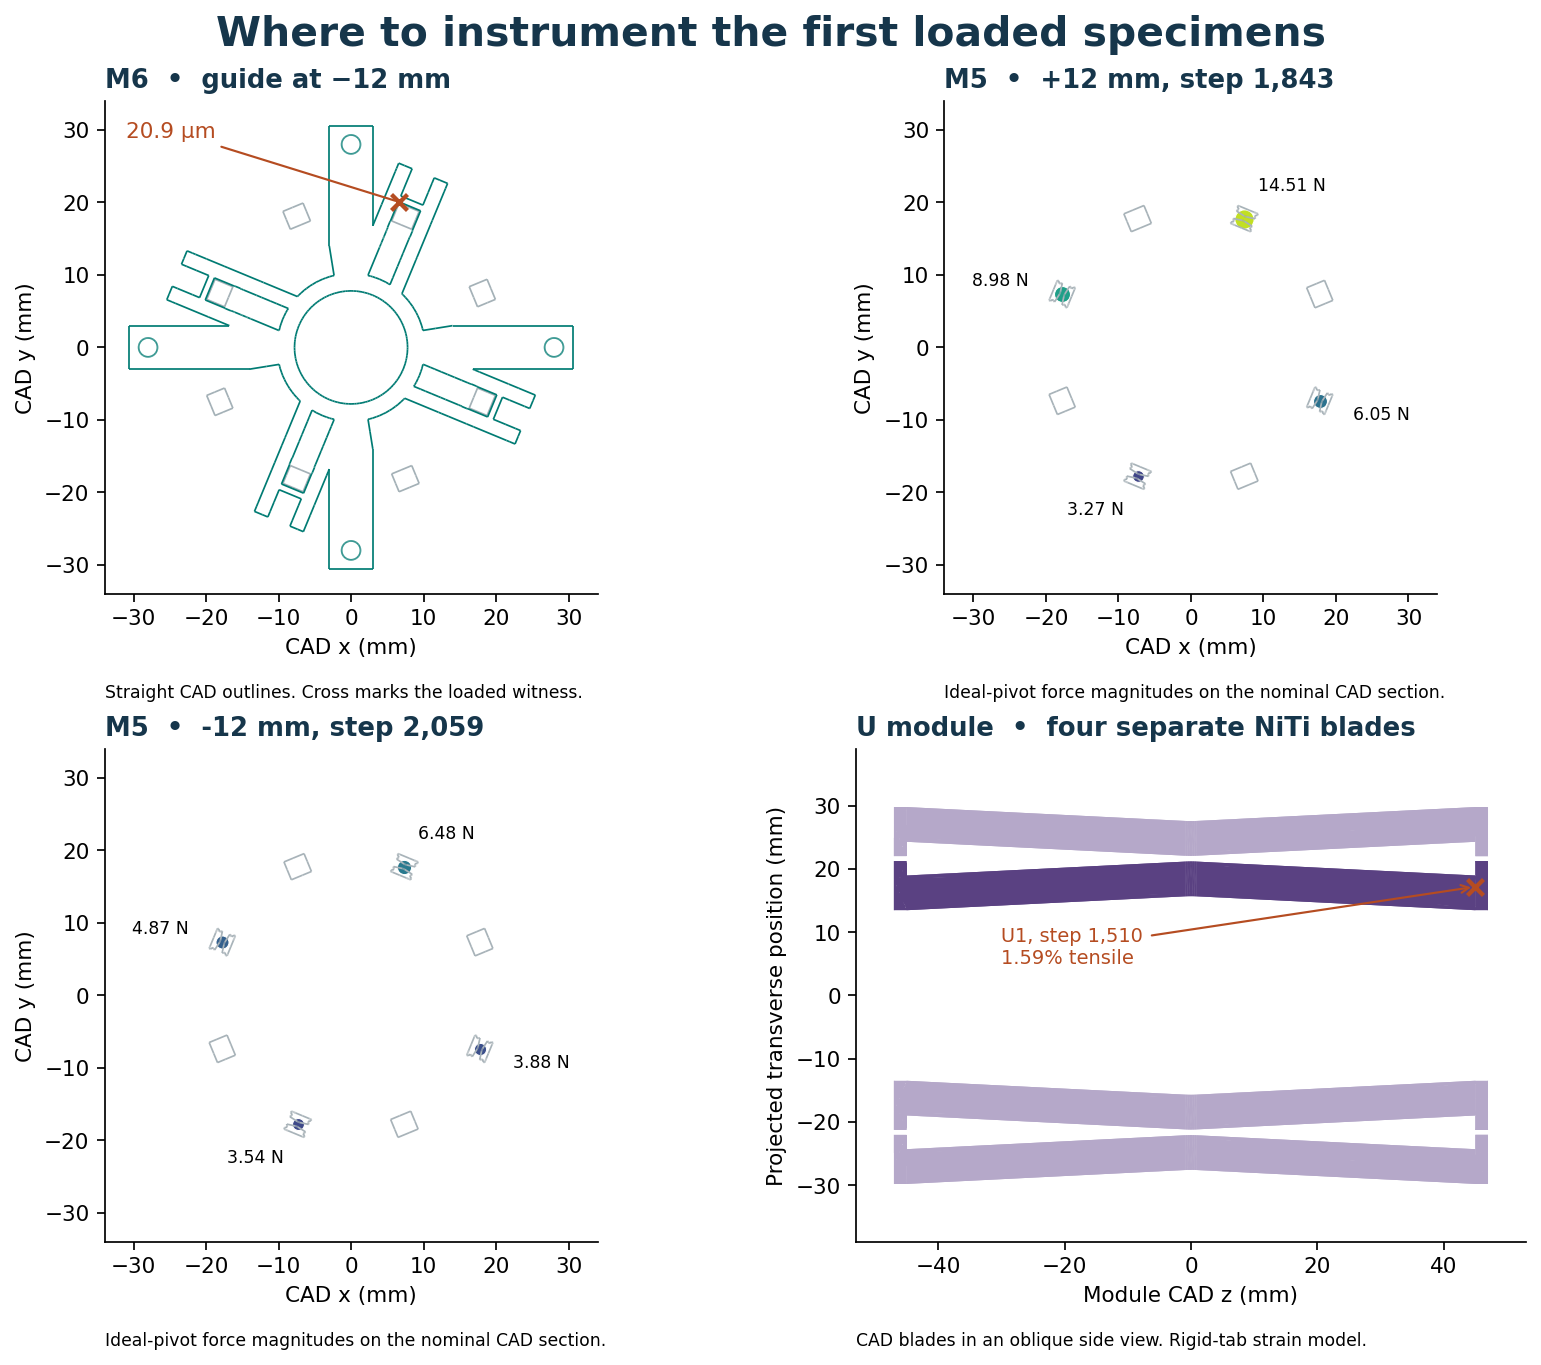 Where to instrument the first loaded specimens
M6 • guide at −12 mm
20.9 µm
30
20
10
0
−10
−20
−30
CAD y (mm)
−30
−20
−10
0
10
20
30
CAD x (mm)
Straight CAD outlines. Cross marks the loaded witness.
M5 • +12 mm, step 1,843
14.51 N
8.98 N
6.05 N
3.27 N
30
20
10
0
−10
−20
−30
CAD y (mm)
−30
−20
−10
0
10
20
30
CAD x (mm)
Ideal-pivot force magnitudes on the nominal CAD section.
M5 • -12 mm, step 2,059
6.48 N
4.87 N
3.88 N
3.54 N
30
20
10
0
−10
−20
−30
CAD y (mm)
−30
−20
−10
0
10
20
30
CAD x (mm)
Ideal-pivot force magnitudes on the nominal CAD section.
U module • four separate NiTi blades
U1, step 1,510
1.59% tensile
30
20
10
0
−10
−20
−30
Projected transverse position (mm)
−40
−20
0
20
40
Module CAD z (mm)
CAD blades in an oblique side view. Rigid-tab strain model.